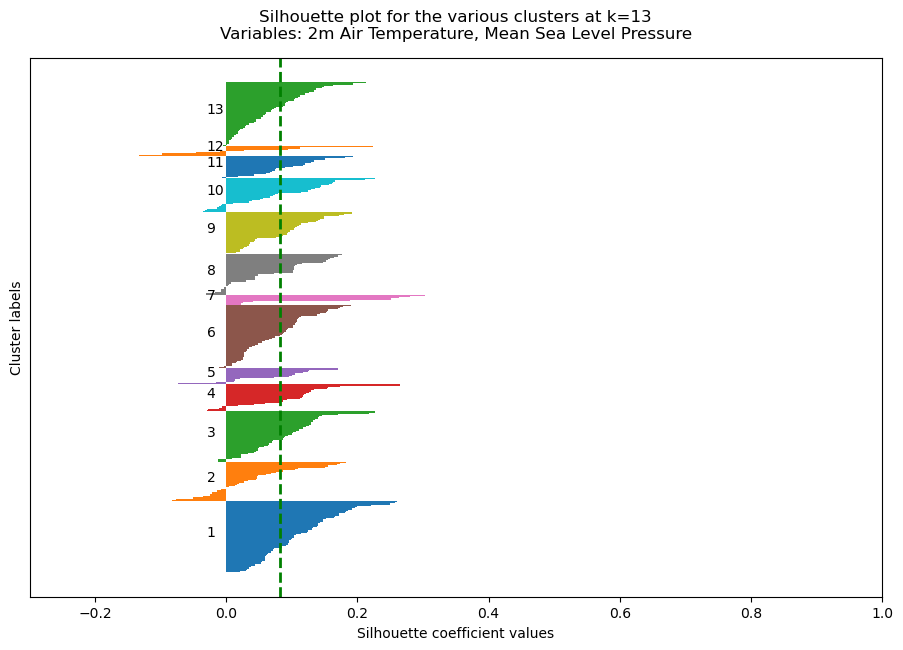 Silhouette plot for the various clusters at k=13
Variables: 2m Air Temperature, Mean Sea Level Pressure
13
12
11
10
9
8
7
6
5
4
3
2
1
Cluster labels
−0.2 0.0 0.2 0.4 0.6 0.8 1.0
Silhouette coefficient values